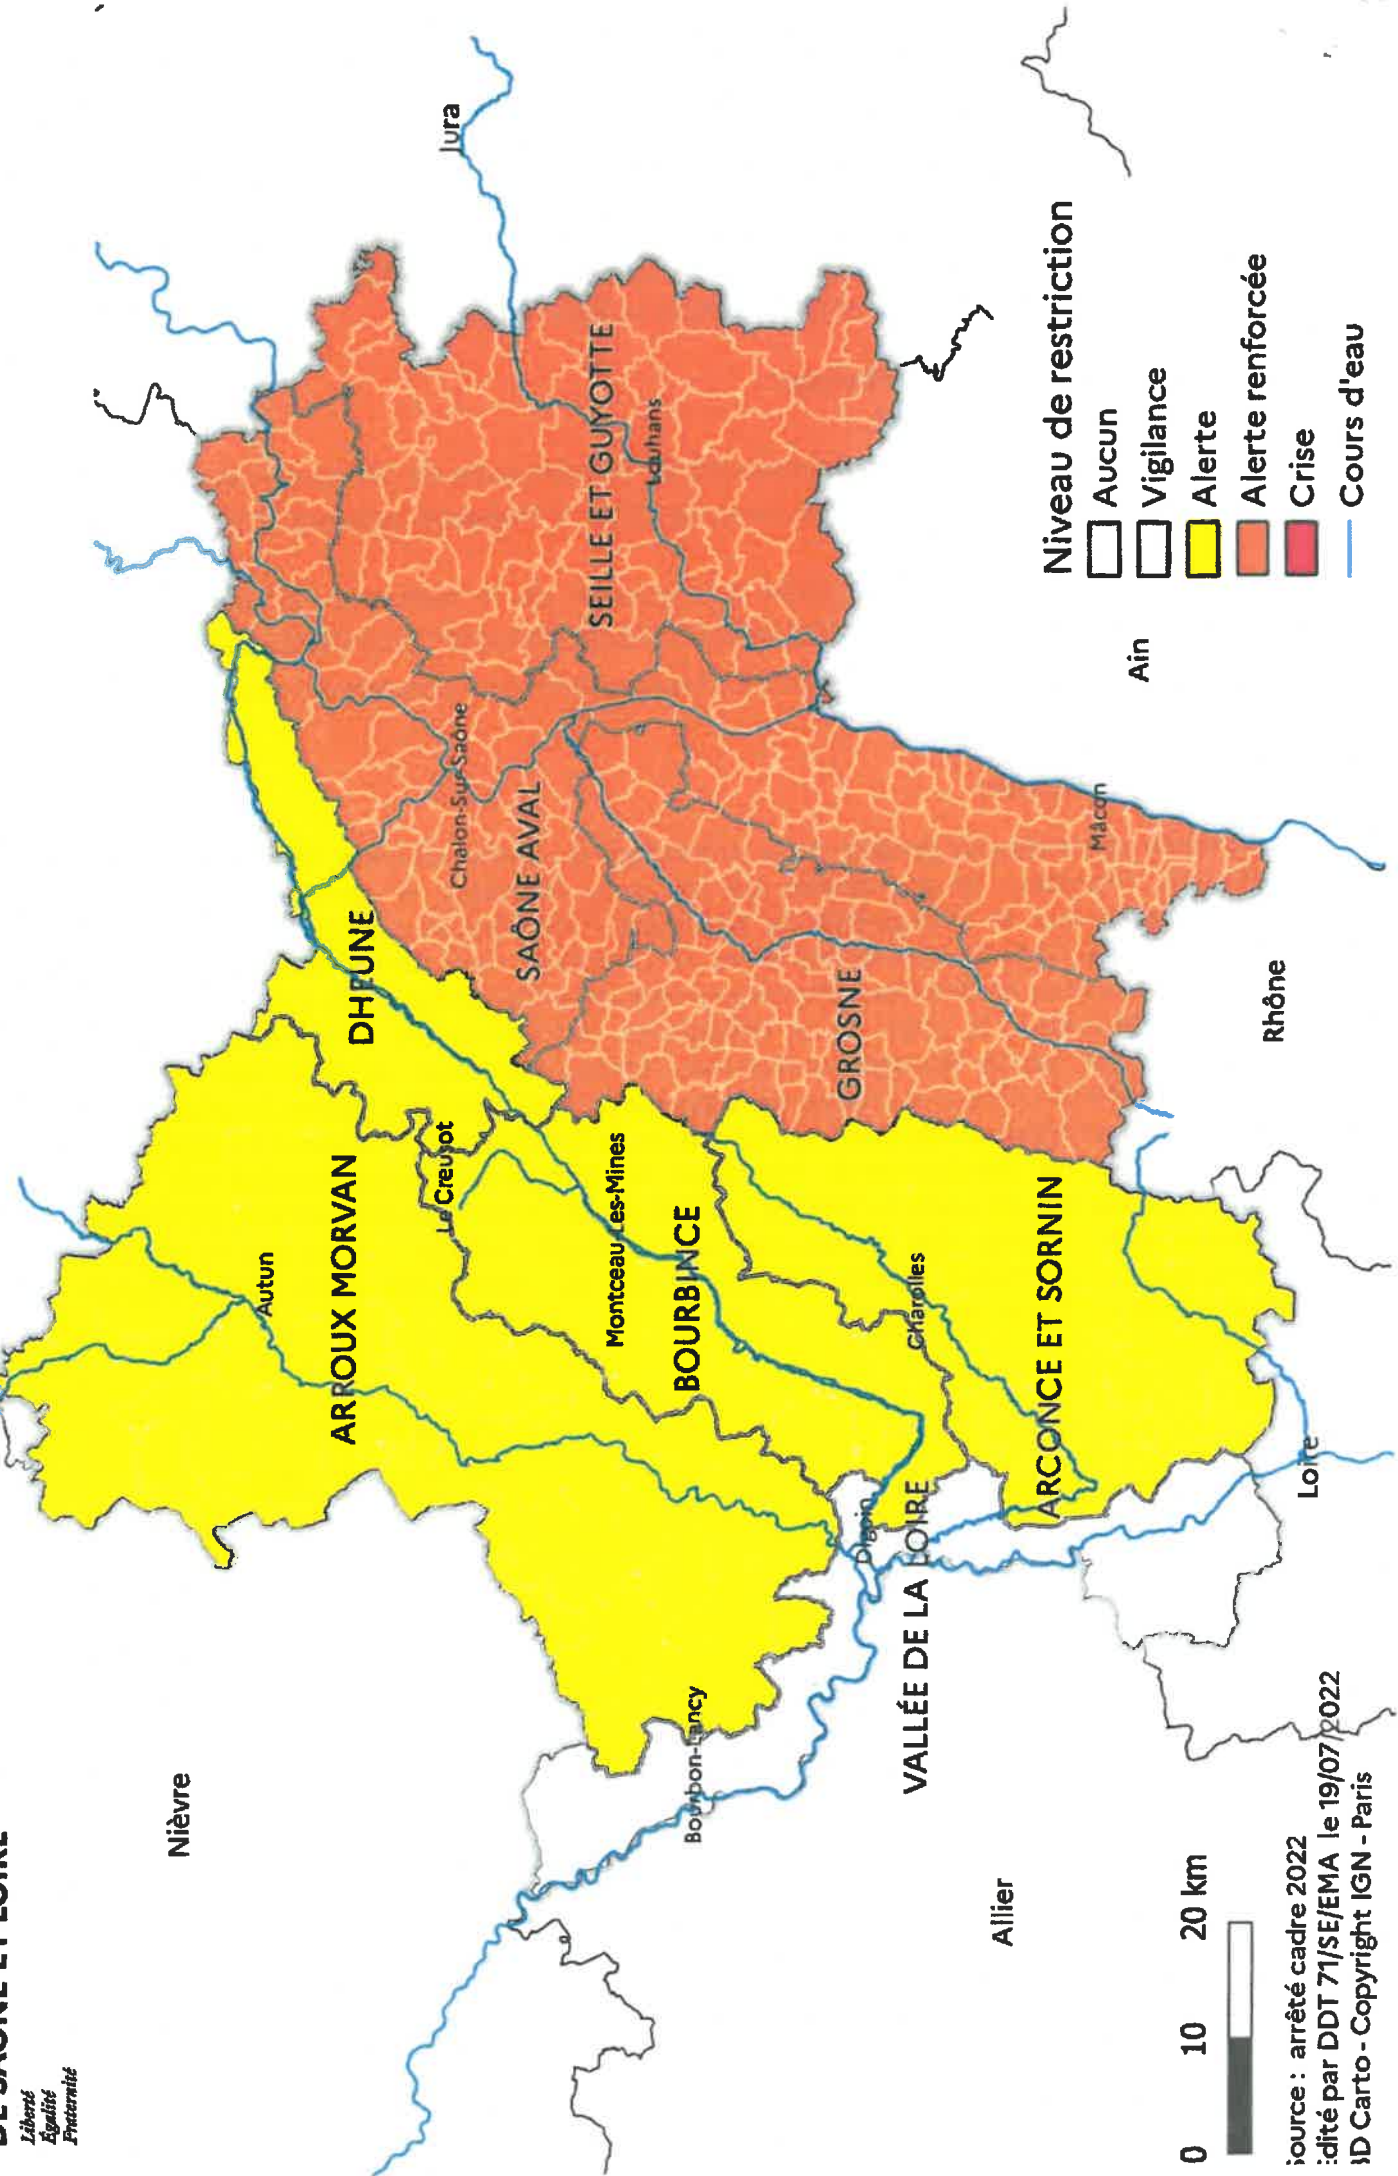 DE SAÔNE-ET-LOIRE
Liberté
Égalité
Fraternité
Nièvre
Autun
ARROUX MORVAN
DHEUNE
Le Creusot
Jura
Chalon-Sur-Saône
SAÔNE AVAL
SEILLE ET GUYOTTE
Louhans
Montceau-Les-Mines
BOURBINCE
Bourbon-Lancy
GROSNE
Digoin
VALLÉE DE LA LOIRE
Charolles
Allier
ARCONCE ET SORNIN
Mâcon
Ain
Rhône
Loire
Niveau de restriction
Aucun
Vigilance
Alerte
Alerte renforcée
Crise
Cours d'eau
0 10 20 km
Source : arrêté cadre 2022
Edité par DDT 71/SE/EMA le 19/07/2022
BD Carto - Copyright IGN - Paris